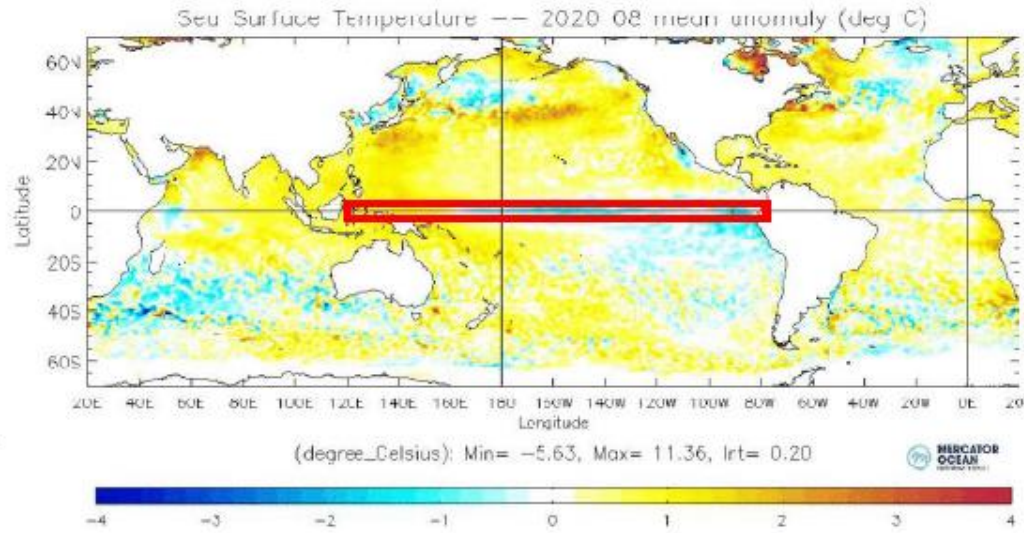 Sea Surface Temperature -- 2020 08 mean anomaly (deg C)
60N
40N
20N
0
20S
40S
60S
Latitude
20E 40E 60E 80E 100E 120E 140E 160E 180 160W 140W 120W 100W 80W 60W 40W 20W 0E 20
Longitude
(degree_Celsius): Min= -5.63, Max= 11.36, Irt= 0.20
MERCATOR
OCEAN
-4 -3 -2 -1 0 1 2 3 4